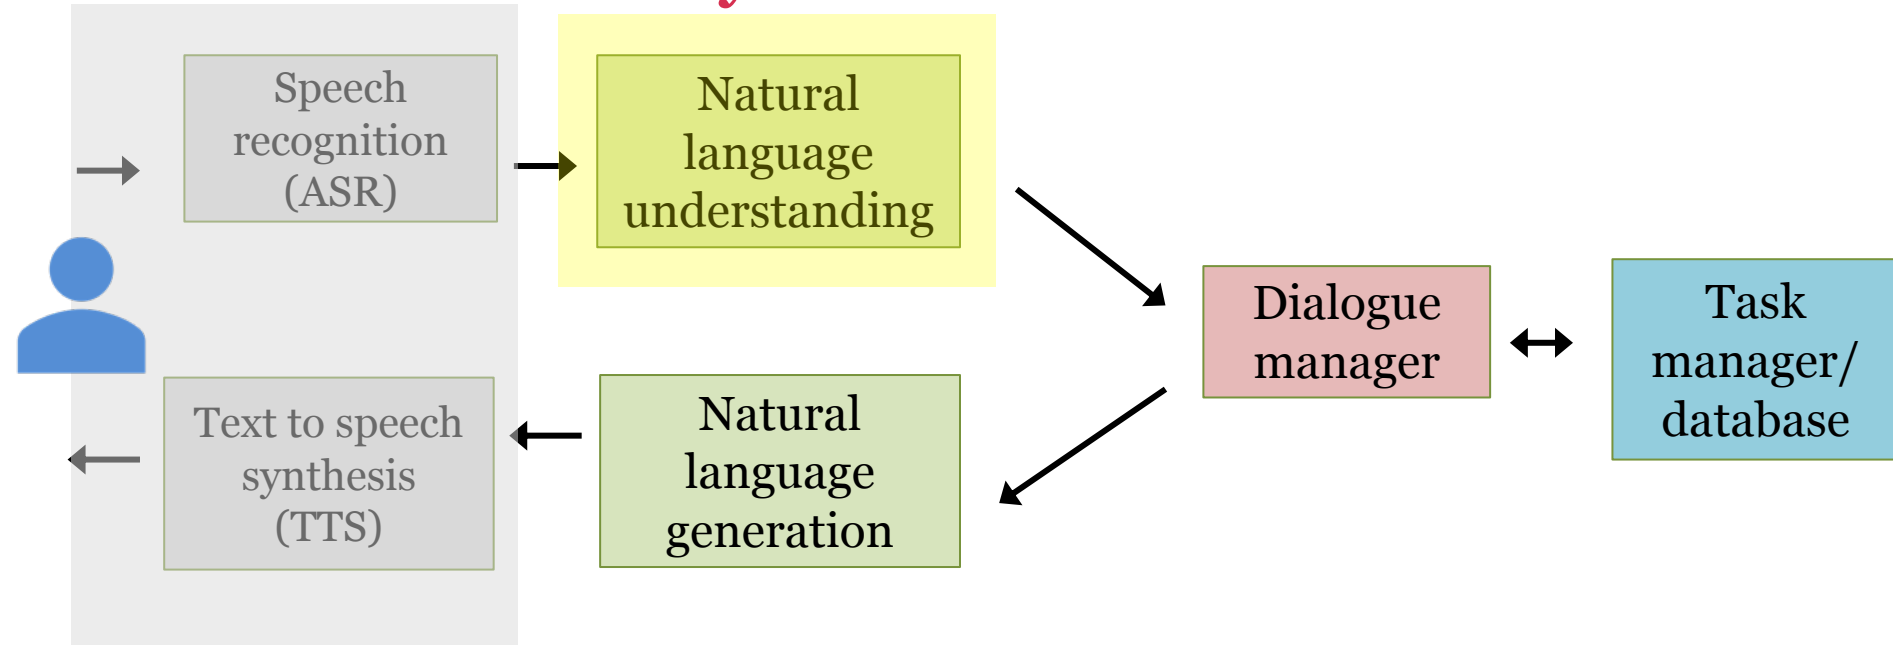 Speech
recognition
(ASR)
Natural
language
understanding
Dialogue
manager
Task
manager/
database
Text to speech
synthesis
(TTS)
Natural
language
generation